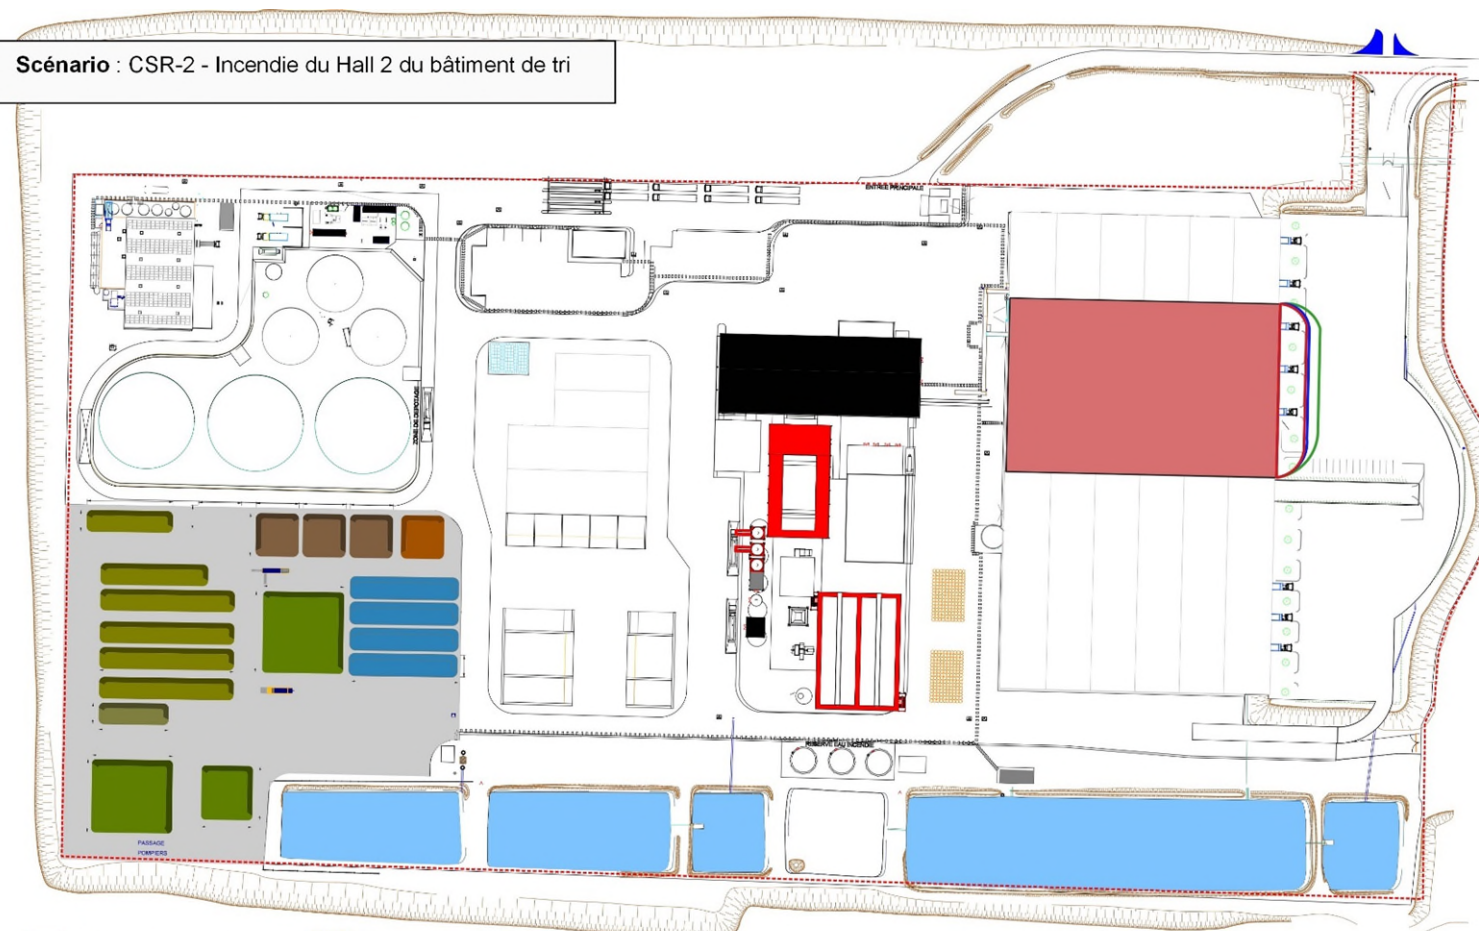 Scénario : CSR-2 - Incendie du Hall 2 du bâtiment de tri
ENTREE PRINCIPALE
ZONE DE DEPOTAGE
RESERVE EAU INCENDIE
PASSAGE
POMPIERS